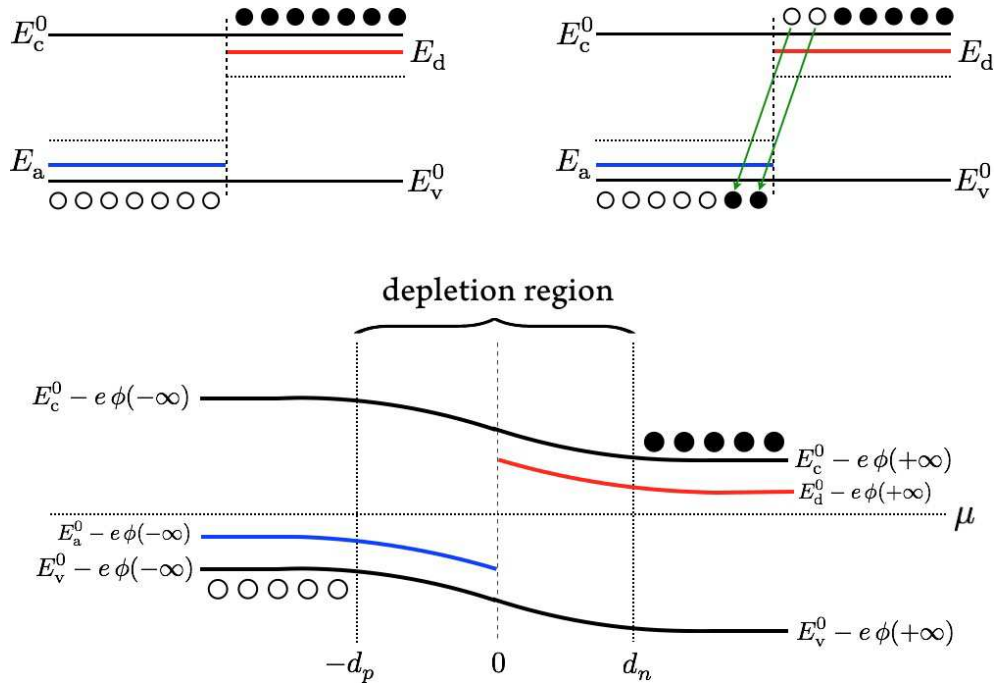 E_c^0
E_d
E_a
E_v^0
E_c^0
E_d
E_a
E_v^0
depletion region
E_c^0 − e ϕ(−∞)
E_c^0 − e ϕ(+∞)
E_d^0 − e ϕ(+∞)
μ
E_a^0 − e ϕ(−∞)
E_v^0 − e ϕ(−∞)
E_v^0 − e ϕ(+∞)
−d_p 0 d_n